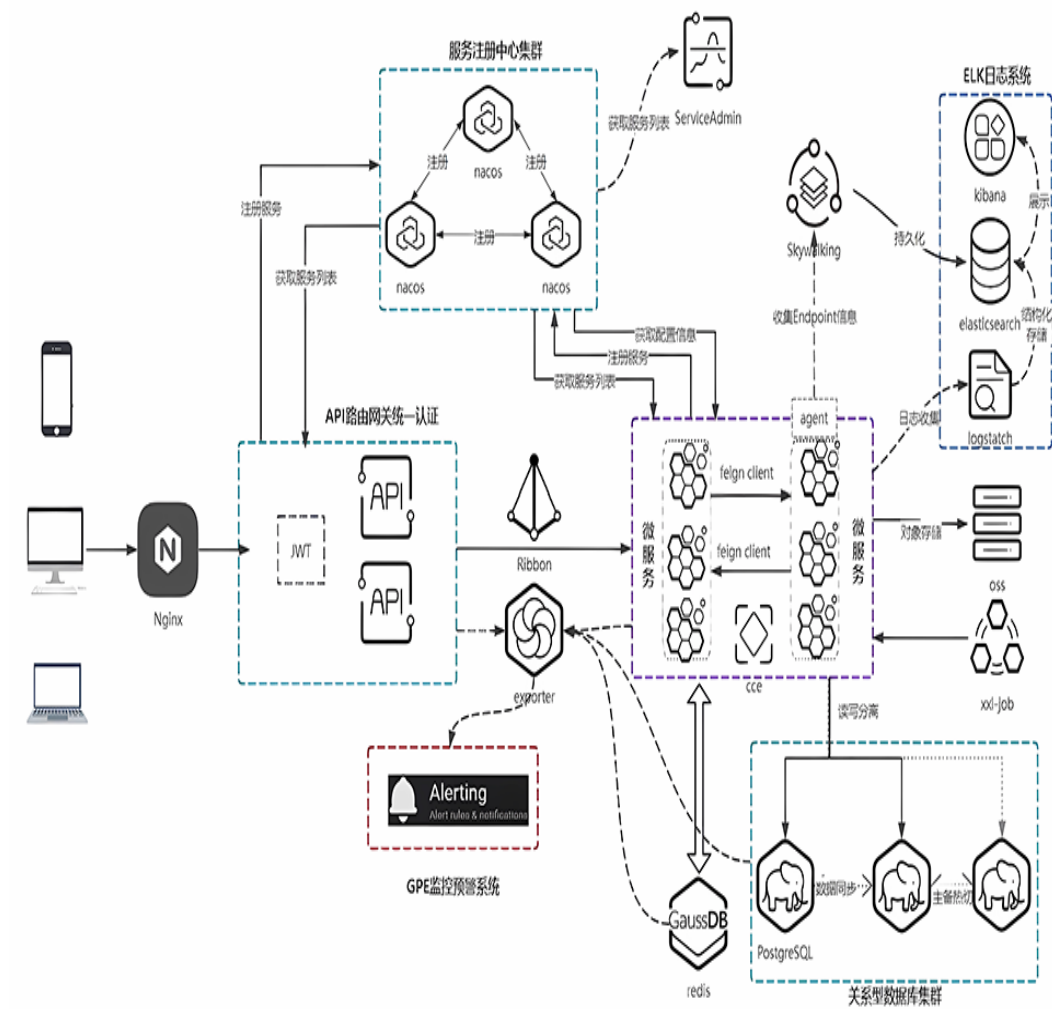 服务注册中心集群
ServiceAdmin
ELK日志系统
获取服务列表
注册
注册
nacos
kibana
展示
注册服务
注册
nacos
nacos
Skywalking
持久化
获取服务列表
elasticsearch
结构化
存储
收集Endpoint信息
获取配置信息
注册服务
获取服务列表
API路由网关统一认证
agent
日志收集
logstatch
feign client
API
JWT
N
微服务
feign client
微服务
对象存储
Ribbon
oss
API
Nginx
cce
exporter
xxl-Job
读写分离
Alerting
Alert rules & notifications
GPE监控预警系统
GaussDB
数据同步
主备热切
PostgreSQL
redis
关系型数据库集群